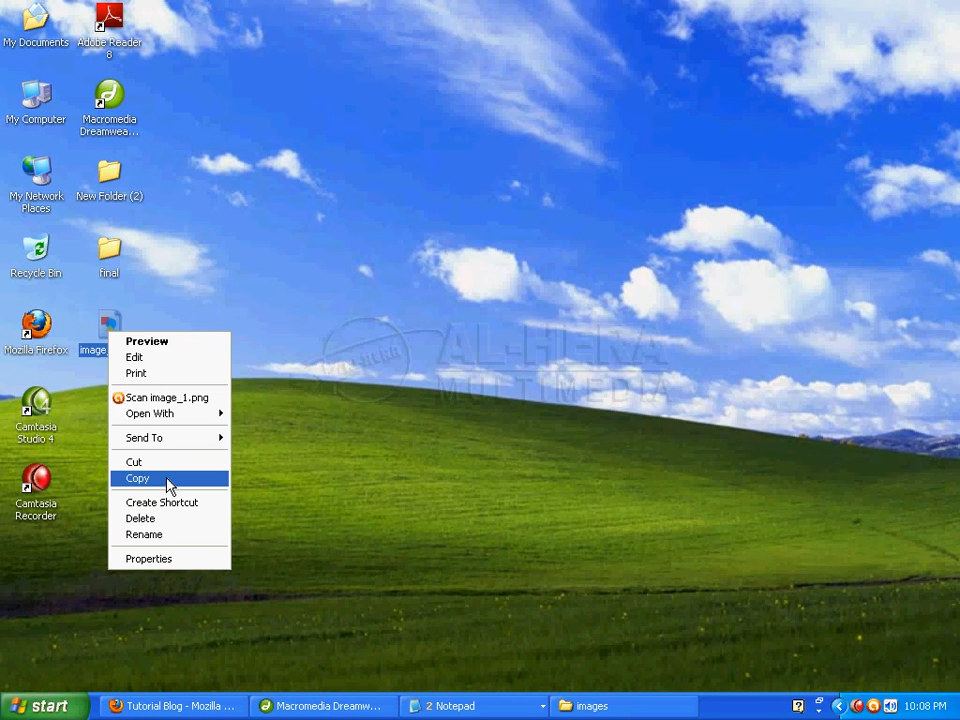 My Documents
Adobe Reader
8
My Computer
Macromedia
Dreamwea...
My Network
Places
New Folder (2)
Recycle Bin
final
Mozilla Firefox
image_
Camtasia
Studio 4
Camtasia
Recorder
Preview
Edit
Print
Scan image_1.png
Open With
Send To
Cut
Copy
Create Shortcut
Delete
Rename
Properties
AL-HERA
MULTIMEDIA
start
Tutorial Blog - Mozilla ...
Macromedia Dreamw...
2 Notepad
images
10:08 PM